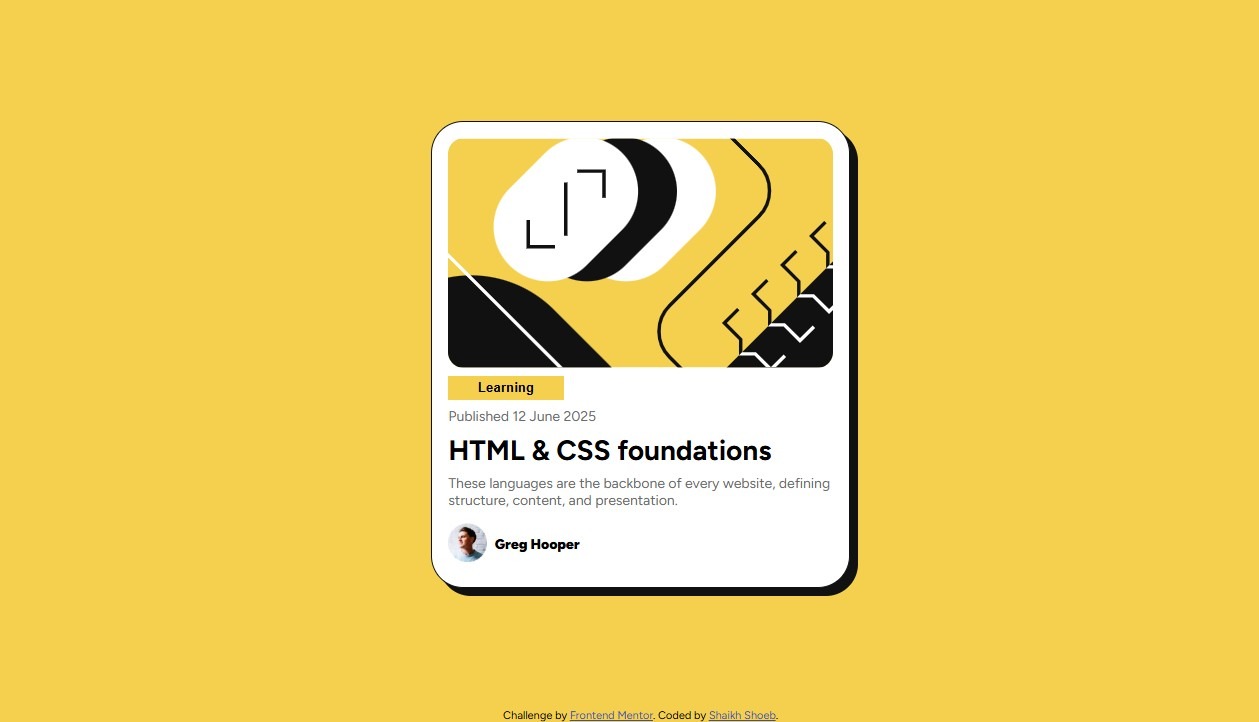 Learning
Published 12 June 2025
HTML & CSS foundations
These languages are the backbone of every website, defining
structure, content, and presentation.
Greg Hooper
Challenge by Frontend Mentor. Coded by Shaikh Shoeb.